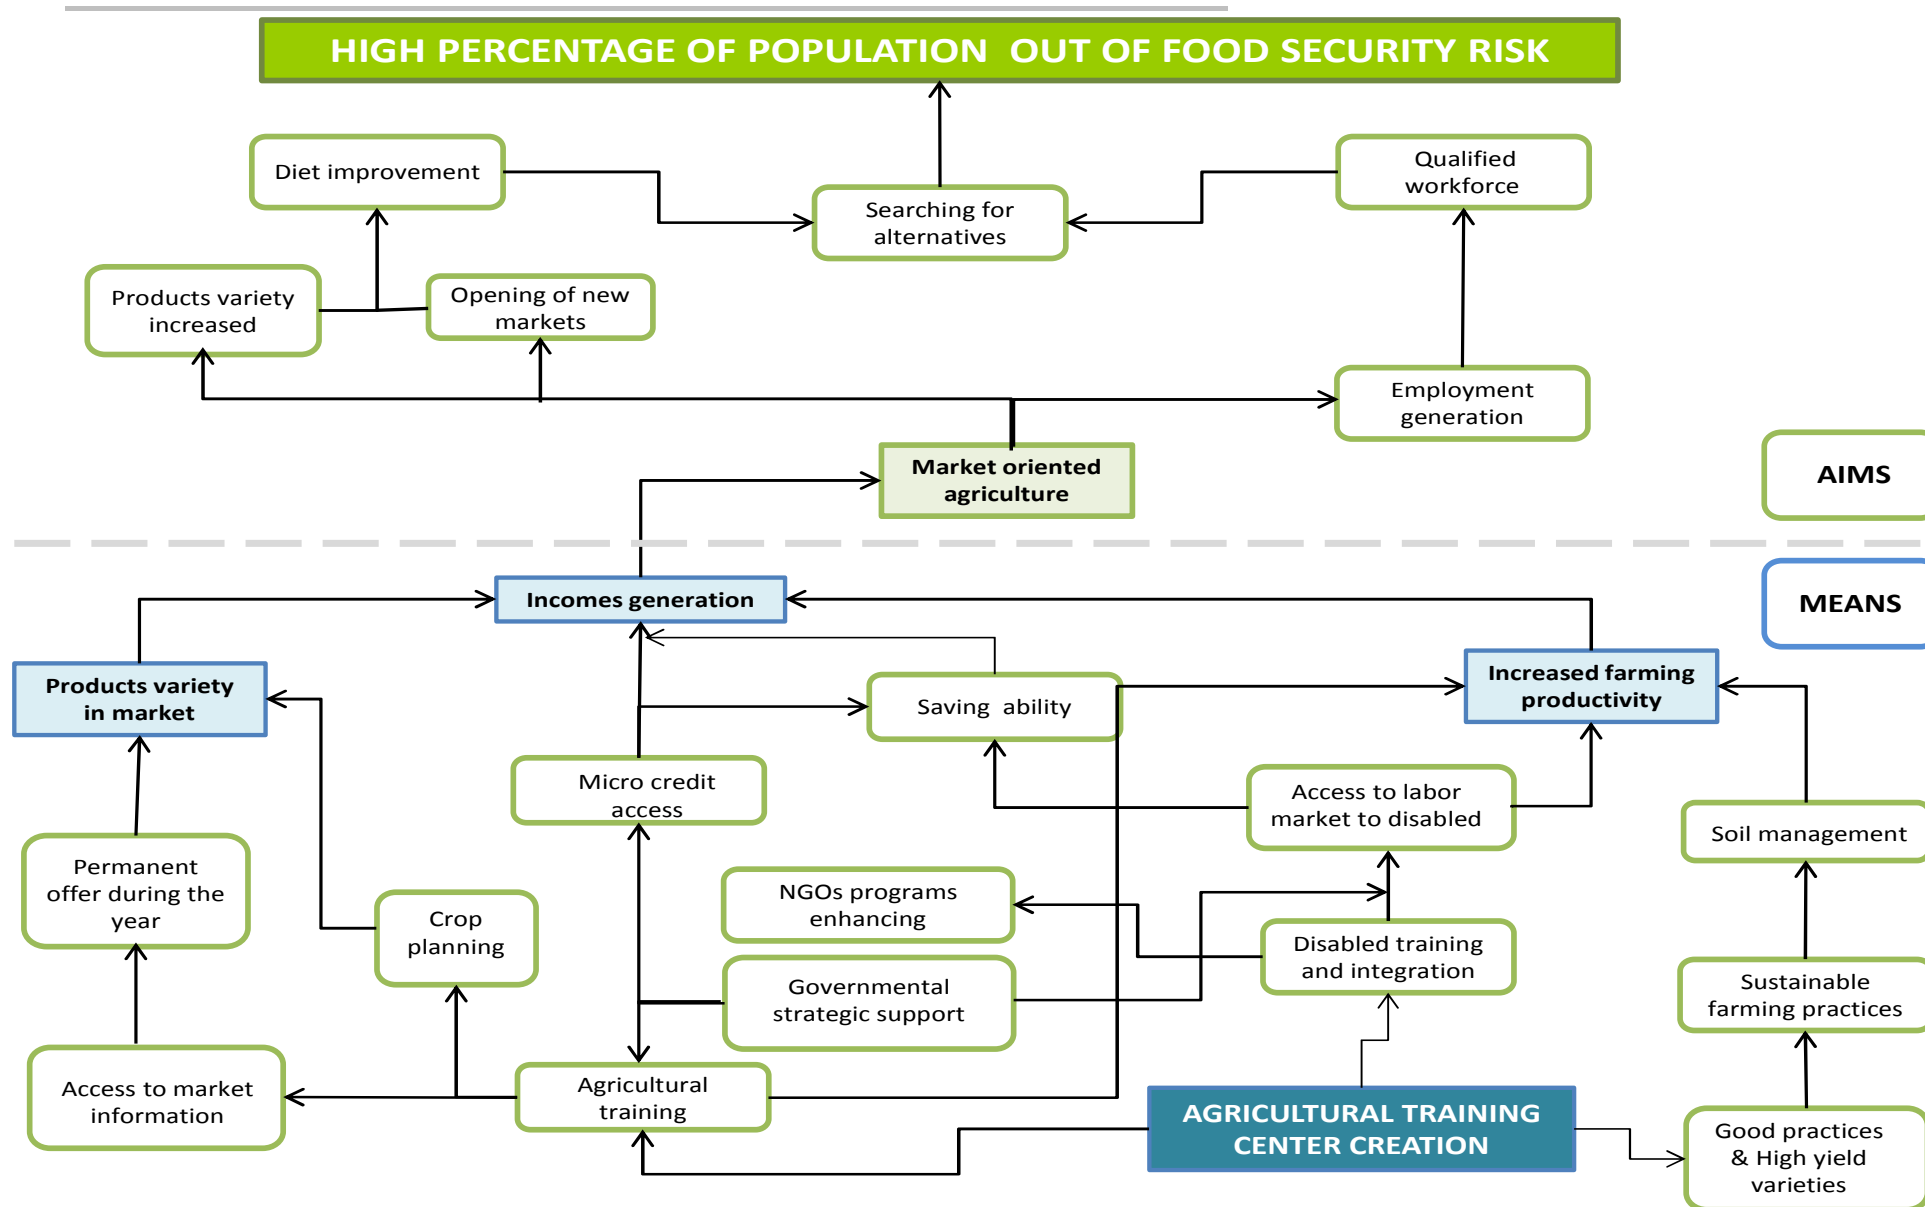 HIGH PERCENTAGE OF POPULATION OUT OF FOOD SECURITY RISK
Diet improvement
Qualified
workforce
Searching for
alternatives
Products variety
increased
Opening of new
markets
Employment
generation
Market oriented
agriculture
AIMS
MEANS
Incomes generation
Products variety
in market
Saving ability
Increased farming
productivity
Micro credit
access
Access to labor
market to disabled
Soil management
Permanent
offer during the
year
Crop
planning
NGOs programs
enhancing
Disabled training
and integration
Governmental
strategic support
Sustainable
farming practices
Access to market
information
Agricultural
training
AGRICULTURAL TRAINING
CENTER CREATION
Good practices
& High yield
varieties